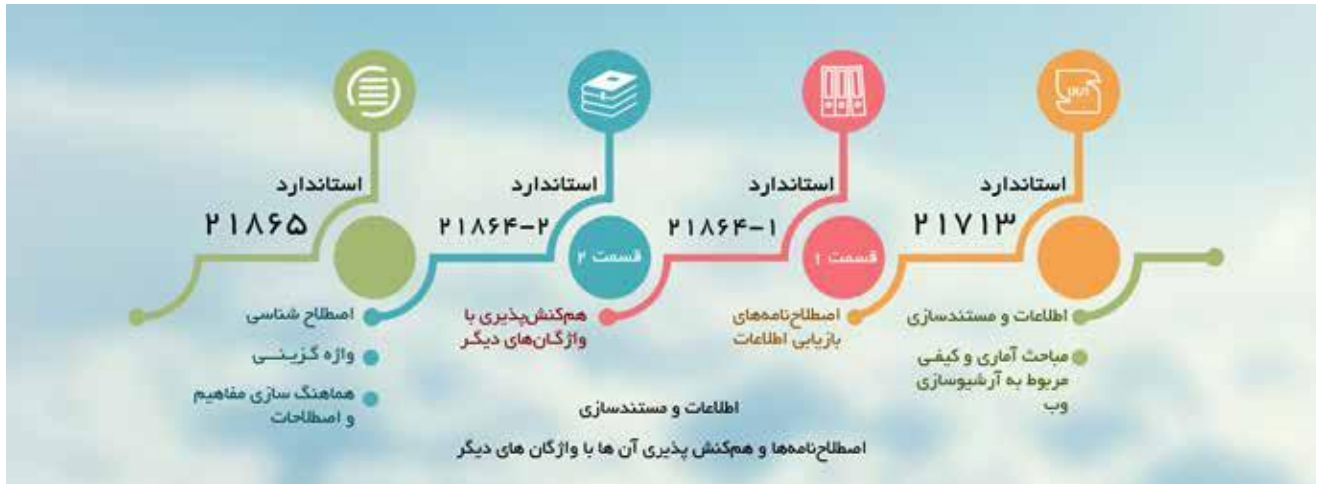 استاندارد
۲۱۷۱۳
اطلاعات و مستندسازی
مباحث آماری و کیفی
مربوط به آرشیوسازی
وب
استاندارد
۲۱۸۶۴-۱
قسمت ۱
اصطلاح‌نامه‌های
بازیابی اطلاعات
استاندارد
۲۱۸۶۴-۲
قسمت ۲
هم‌کنش‌پذیری با
واژگان‌های دیگر
استاندارد
۲۱۸۶۵
اصطلاح شناسی
واژه گزینــی
هماهنگ سازی مفاهیم
و اصطلاحات
اطلاعات و مستندسازی
اصطلاح‌نامه‌ها و هم‌کنش پذیری آن ها با واژگان های دیگر